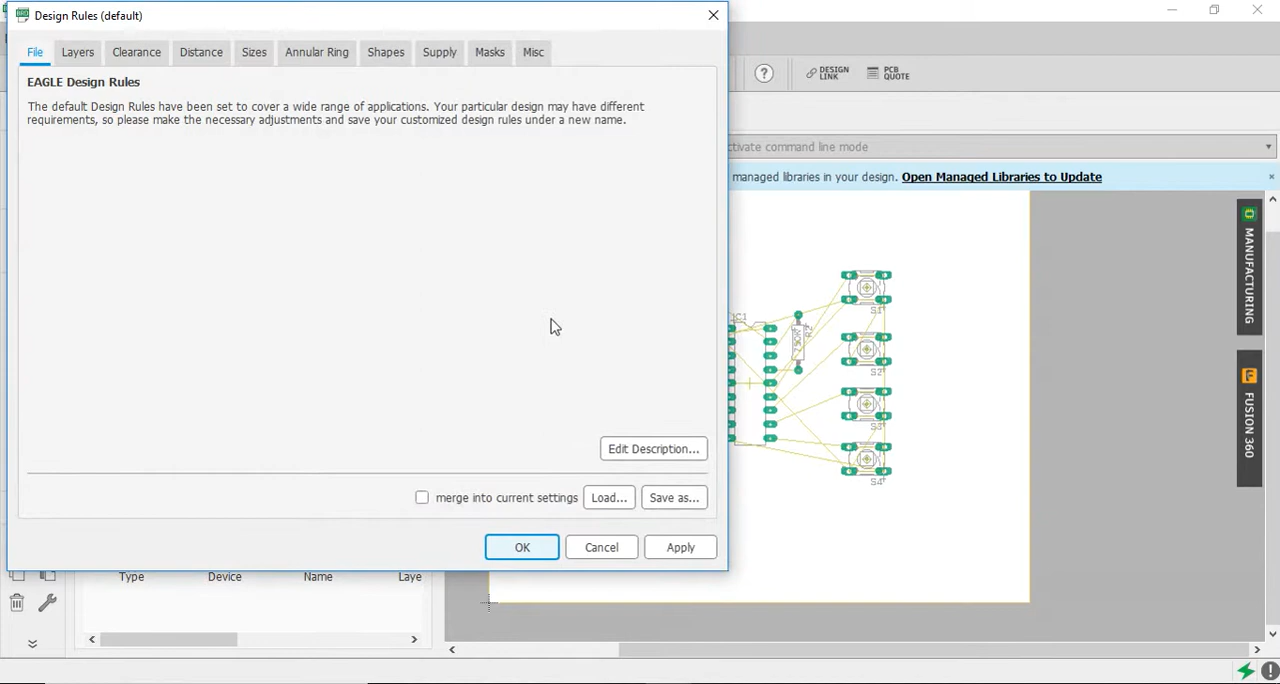 Design Rules (default)
File Layers Clearance Distance Sizes Annular Ring Shapes Supply Masks Misc
EAGLE Design Rules
The default Design Rules have been set to cover a wide range of applications. Your particular design may have different
requirements, so please make the necessary adjustments and save your customized design rules under a new name.
Edit Description...
merge into current settings Load... Save as...
OK Cancel Apply
DESIGN
LINK
PCB
QUOTE
ctivate command line mode
managed libraries in your design. Open Managed Libraries to Update
MANUFACTURING
FUSION 360
IC1
S1
S2
S3
S4
Type Device Name Laye